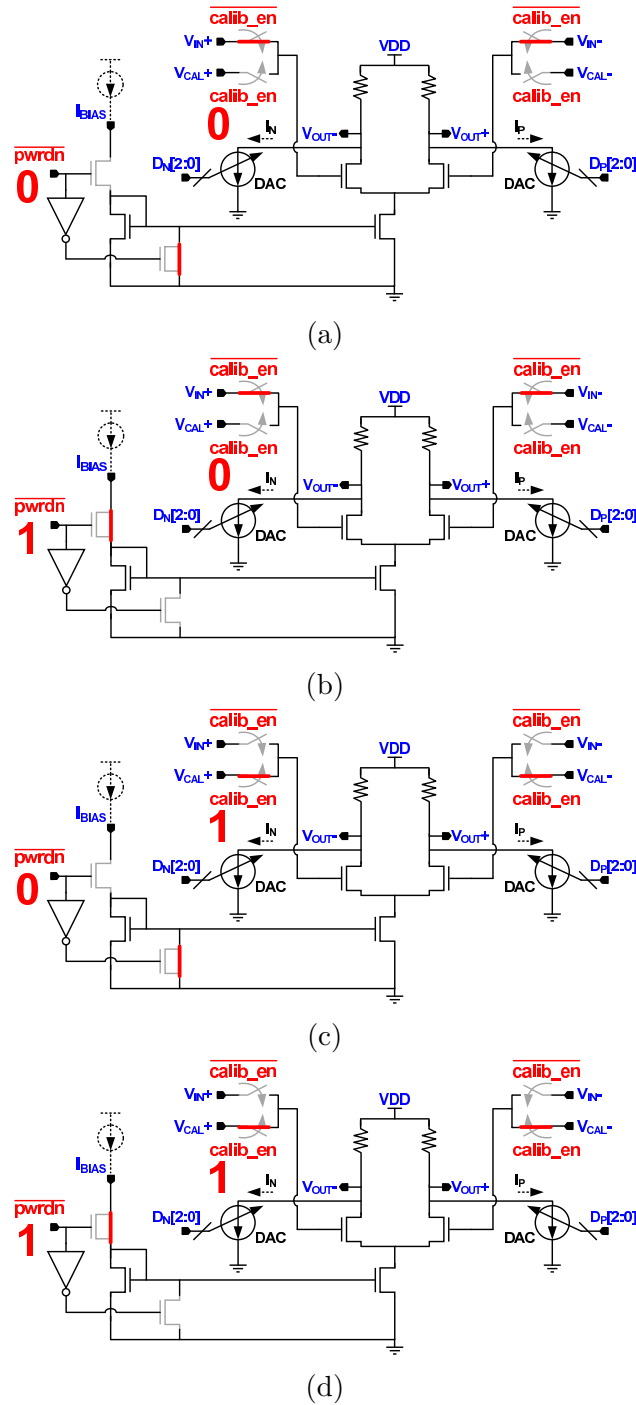 calib_en calib_en
VIN+ VDD VIN-
VCAL+ VCAL-
calib_en calib_en
IBIAS 0 IN VOUT- VOUT+ IP
pwrdn DN[2:0] DAC DAC DP[2:0]
0
(a)
calib_en calib_en
VIN+ VDD VIN-
VCAL+ VCAL-
calib_en calib_en
IBIAS 0 IN VOUT- VOUT+ IP
pwrdn DN[2:0] DAC DAC DP[2:0]
1
(b)
calib_en calib_en
VIN+ VDD VIN-
VCAL+ VCAL-
calib_en calib_en
IBIAS 1 IN VOUT- VOUT+ IP
pwrdn DN[2:0] DAC DAC DP[2:0]
0
(c)
calib_en calib_en
VIN+ VDD VIN-
VCAL+ VCAL-
calib_en calib_en
IBIAS 1 IN VOUT- VOUT+ IP
pwrdn DN[2:0] DAC DAC DP[2:0]
1
(d)